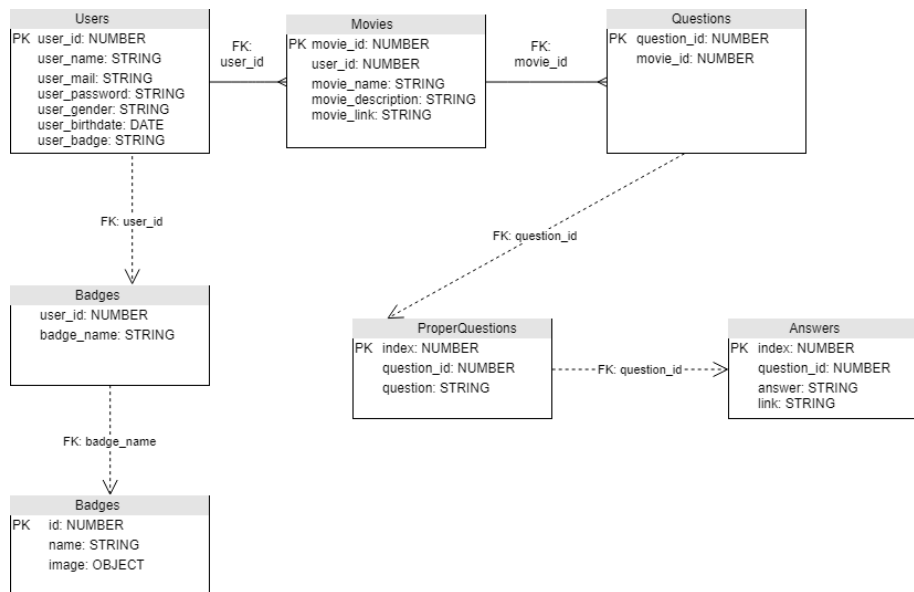 Users
PK user_id: NUMBER
user_name: STRING
user_mail: STRING
user_password: STRING
user_gender: STRING
user_birthdate: DATE
user_badge: STRING
FK:
user_id
Movies
PK movie_id: NUMBER
user_id: NUMBER
movie_name: STRING
movie_description: STRING
movie_link: STRING
FK:
movie_id
Questions
PK question_id: NUMBER
movie_id: NUMBER
FK: user_id
FK: question_id
Badges
user_id: NUMBER
badge_name: STRING
ProperQuestions
PK index: NUMBER
question_id: NUMBER
question: STRING
FK: question_id
Answers
PK index: NUMBER
question_id: NUMBER
answer: STRING
link: STRING
FK: badge_name
Badges
PK id: NUMBER
name: STRING
image: OBJECT